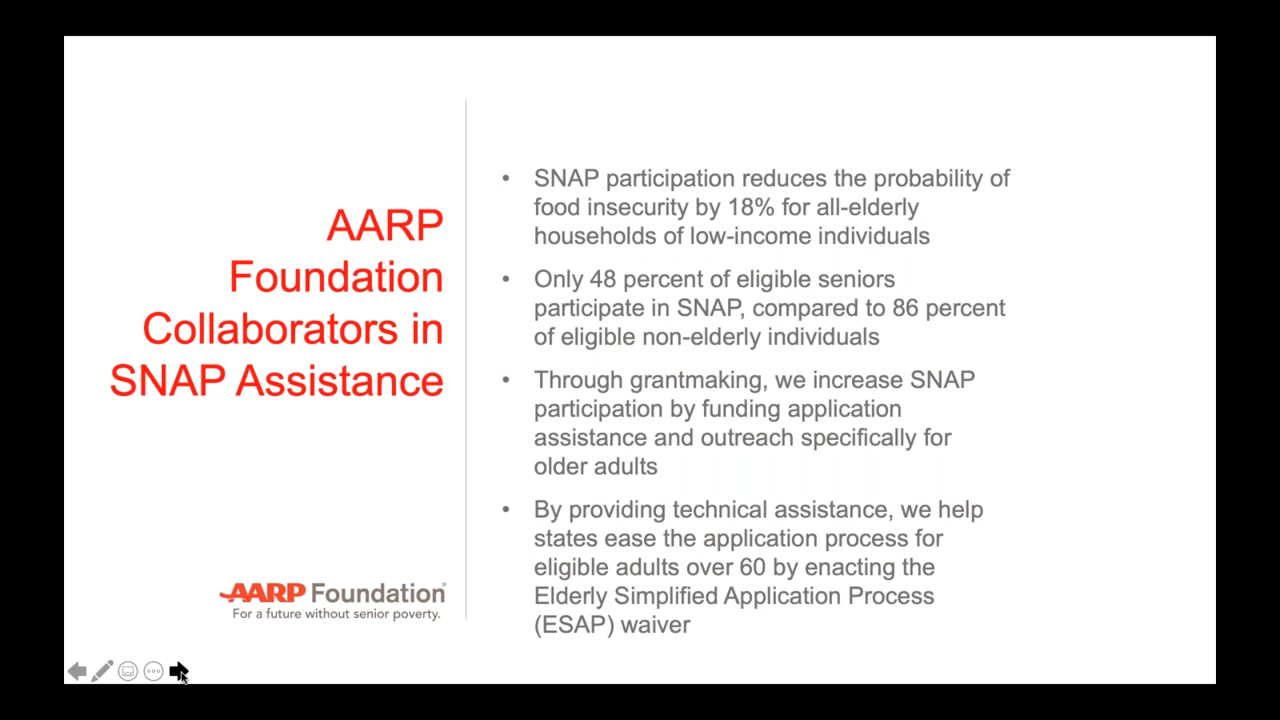 AARP
Foundation
Collaborators in
SNAP Assistance
• SNAP participation reduces the probability of
food insecurity by 18% for all-elderly
households of low-income individuals
• Only 48 percent of eligible seniors
participate in SNAP, compared to 86 percent
of eligible non-elderly individuals
• Through grantmaking, we increase SNAP
participation by funding application
assistance and outreach specifically for
older adults
• By providing technical assistance, we help
states ease the application process for
eligible adults over 60 by enacting the
Elderly Simplified Application Process
(ESAP) waiver
AARP Foundation®
For a future without senior poverty.